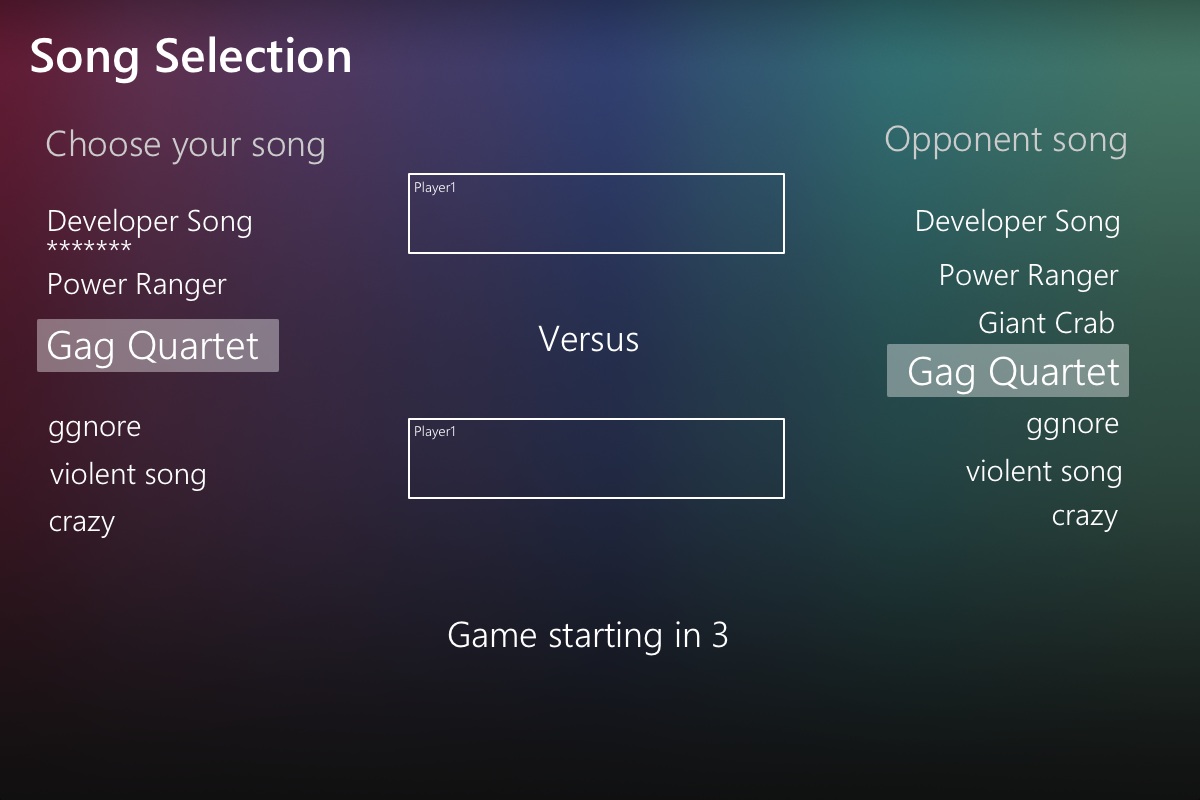 Song Selection
Choose your song
Developer Song
*******
Power Ranger
Gag Quartet
ggnore
violent song
crazy
Player1
Versus
Player1
Game starting in 3
Opponent song
Developer Song
Power Ranger
Giant Crab
Gag Quartet
ggnore
violent song
crazy